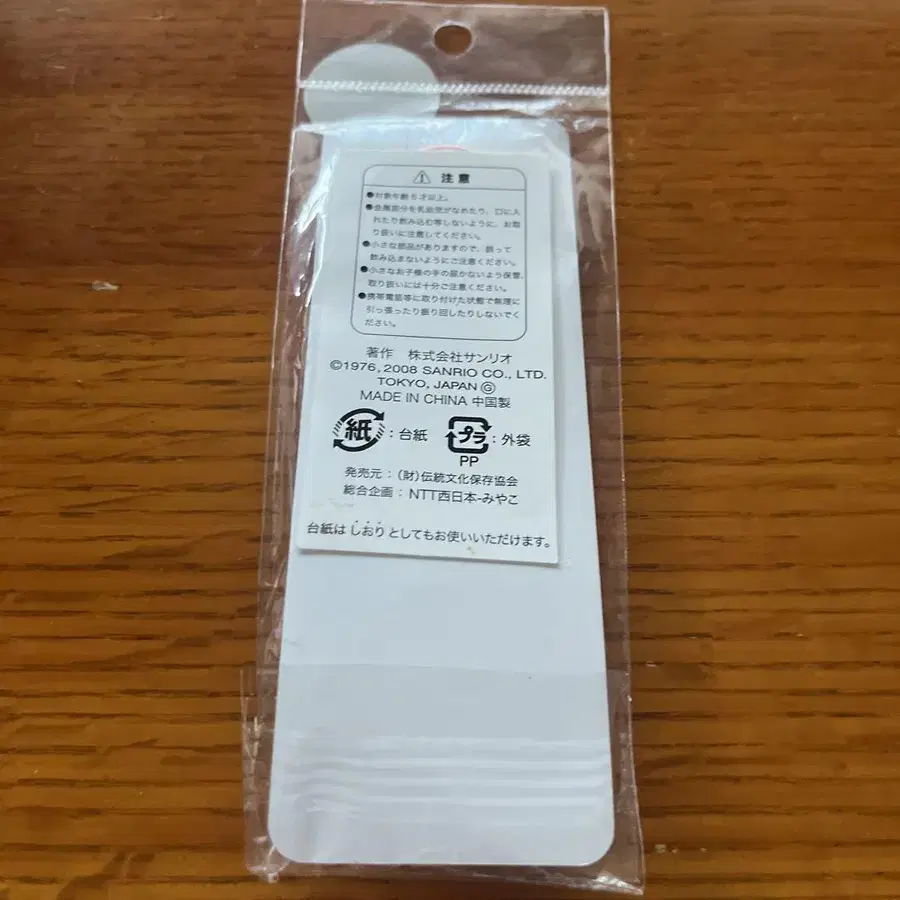 注意
●対象年齢6才以上。
●金属部分を乳幼児がなめたり、口に入
れたり飲み込む等しないように、お取
り扱いに注意してください。
●小さな部品がありますので、誤って
飲み込まないようにご注意ください。
●小さなお子様の手の届かないよう保管、
取り扱いには十分ご注意ください。
●携帯電話等に取り付けた状態で無理に
引っ張ったり振り回したりしないでく
ださい。
著作 株式会社サンリオ
©1976, 2008 SANRIO CO., LTD.
TOKYO, JAPAN Ⓖ
MADE IN CHINA 中国製
紙:台紙 プラ:外袋
PP
発売元:(財)伝統文化保存協会
総合企画:NTT西日本-みやこ
台紙はしおりとしてもお使いいただけます。